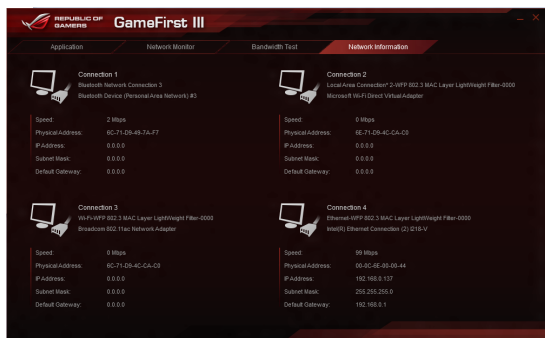 REPUBLIC OF
GAMERS
GameFirst III
Application
Network Monitor
Bandwidth Test
Network Information
Connection 1
Bluetooth Network Connection 3
Bluetooth Device (Personal Area Network) #3
Speed: 2 Mbps
Physical Address: 6C-71-D9-49-7A-F7
IP Address: 0.0.0.0
Subnet Mask: 0.0.0.0
Default Gateway: 0.0.0.0
Connection 2
Local Area Connection* 2-WFP 802.3 MAC Layer LightWeight Filter-0000
Microsoft Wi-Fi Direct Virtual Adapter
Speed: 0 Mbps
Physical Address: 6E-71-D9-4C-CA-C0
IP Address: 0.0.0.0
Subnet Mask: 0.0.0.0
Default Gateway: 0.0.0.0
Connection 3
Wi-Fi-WFP 802.3 MAC Layer LightWeight Filter-0000
Broadcom 802.11ac Network Adapter
Speed: 0 Mbps
Physical Address: 6C-71-D9-4C-CA-C0
IP Address: 0.0.0.0
Subnet Mask: 0.0.0.0
Default Gateway: 0.0.0.0
Connection 4
Ethernet-WFP 802.3 MAC Layer LightWeight Filter-0000
Intel(R) Ethernet Connection (2) I218-V
Speed: 99 Mbps
Physical Address: 00-0C-6E-00-00-44
IP Address: 192.168.0.137
Subnet Mask: 255.255.255.0
Default Gateway: 192.168.0.1